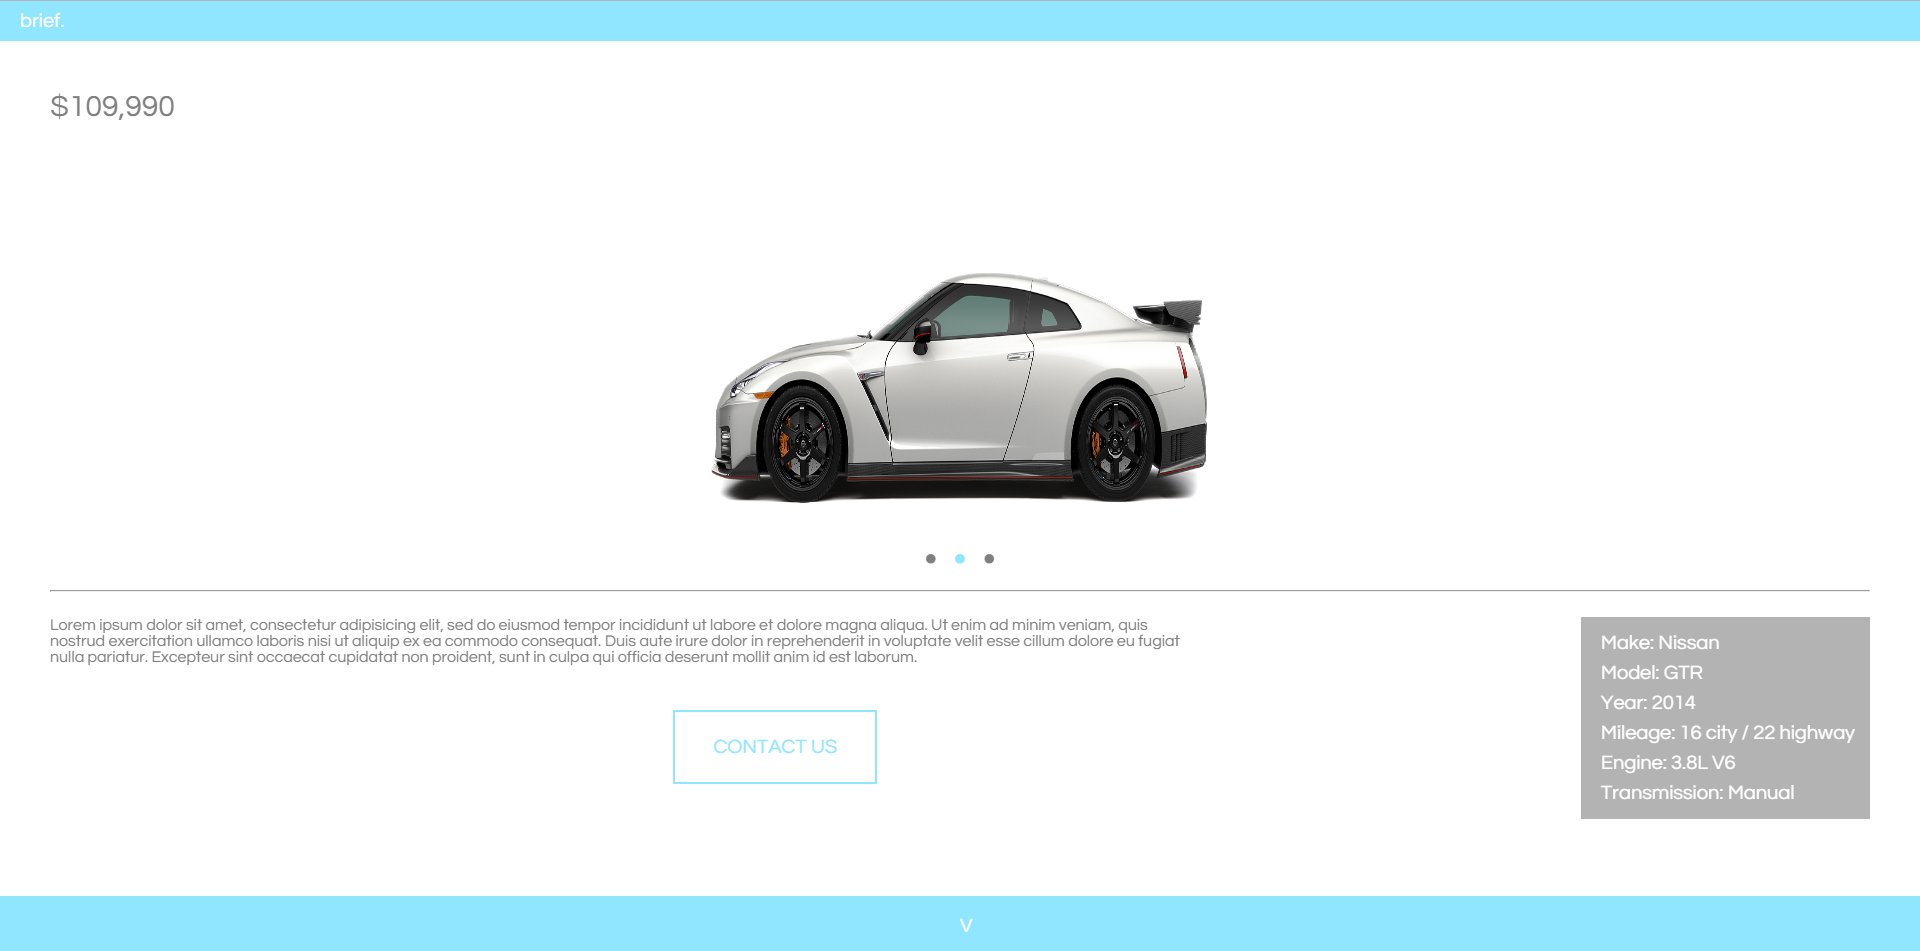 brief.
$109,990
Lorem ipsum dolor sit amet, consectetur adipisicing elit, sed do eiusmod tempor incididunt ut labore et dolore magna aliqua. Ut enim ad minim veniam, quis
nostrud exercitation ullamco laboris nisi ut aliquip ex ea commodo consequat. Duis aute irure dolor in reprehenderit in voluptate velit esse cillum dolore eu fugiat
nulla pariatur. Excepteur sint occaecat cupidatat non proident, sunt in culpa qui officia deserunt mollit anim id est laborum.
CONTACT US
Make: Nissan
Model: GTR
Year: 2014
Mileage: 16 city / 22 highway
Engine: 3.8L V6
Transmission: Manual
V